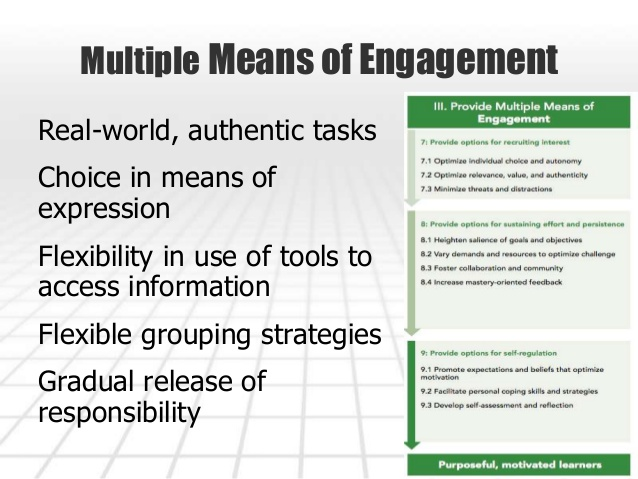 Multiple Means of Engagement
Real-world, authentic tasks
Choice in means of
expression
Flexibility in use of tools to
access information
Flexible grouping strategies
Gradual release of
responsibility
III. Provide Multiple Means of
Engagement
7: Provide options for recruiting interest
7.1 Optimize individual choice and autonomy
7.2 Optimize relevance, value, and authenticity
7.3 Minimize threats and distractions
8: Provide options for sustaining effort and persistence
8.1 Heighten salience of goals and objectives
8.2 Vary demands and resources to optimize challenge
8.3 Foster collaboration and community
8.4 Increase mastery-oriented feedback
9: Provide options for self-regulation
9.1 Promote expectations and beliefs that optimize
motivation
9.2 Facilitate personal coping skills and strategies
9.3 Develop self-assessment and reflection
Purposeful, motivated learners